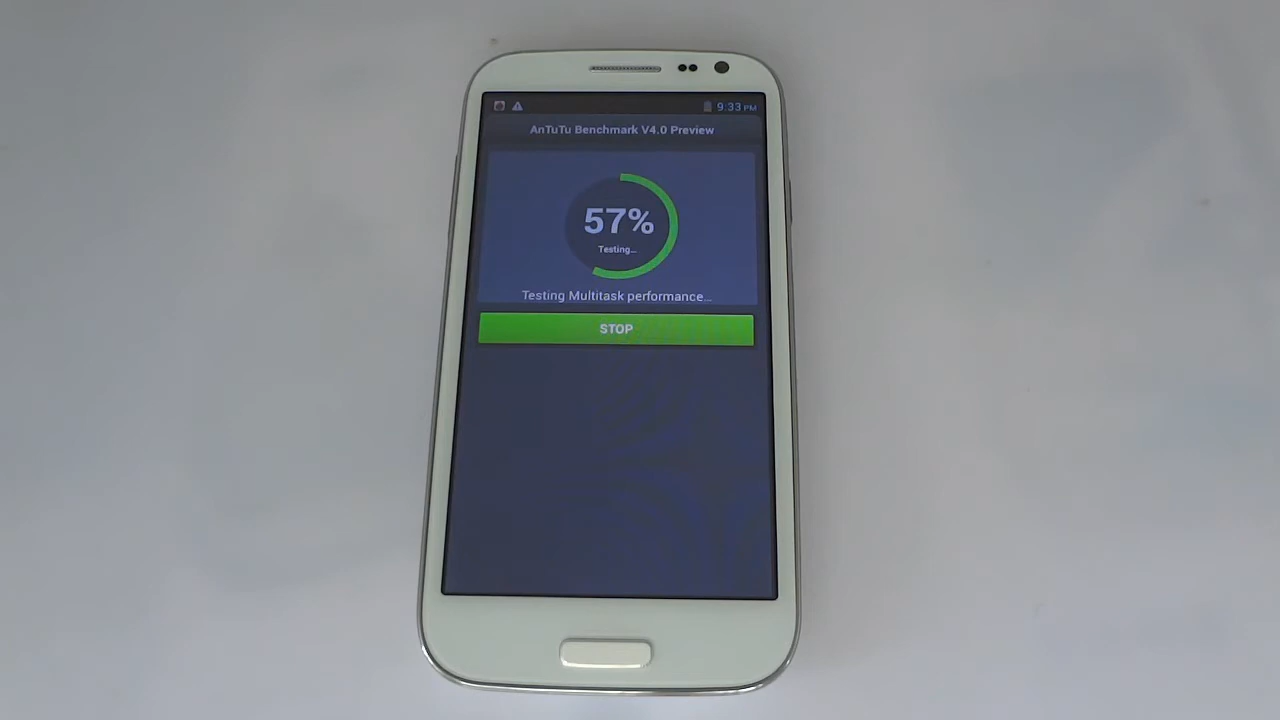 9:33 PM
AnTuTu Benchmark V4.0 Preview
57%
Testing...
Testing Multitask performance...
STOP